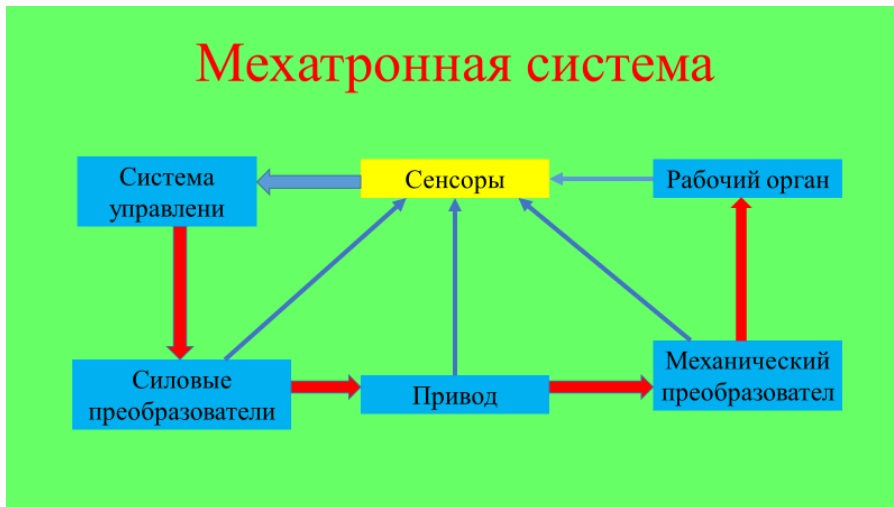 Мехатронная система
Система
управлени
Сенсоры
Рабочий орган
Силовые
преобразователи
Привод
Механический
преобразовател